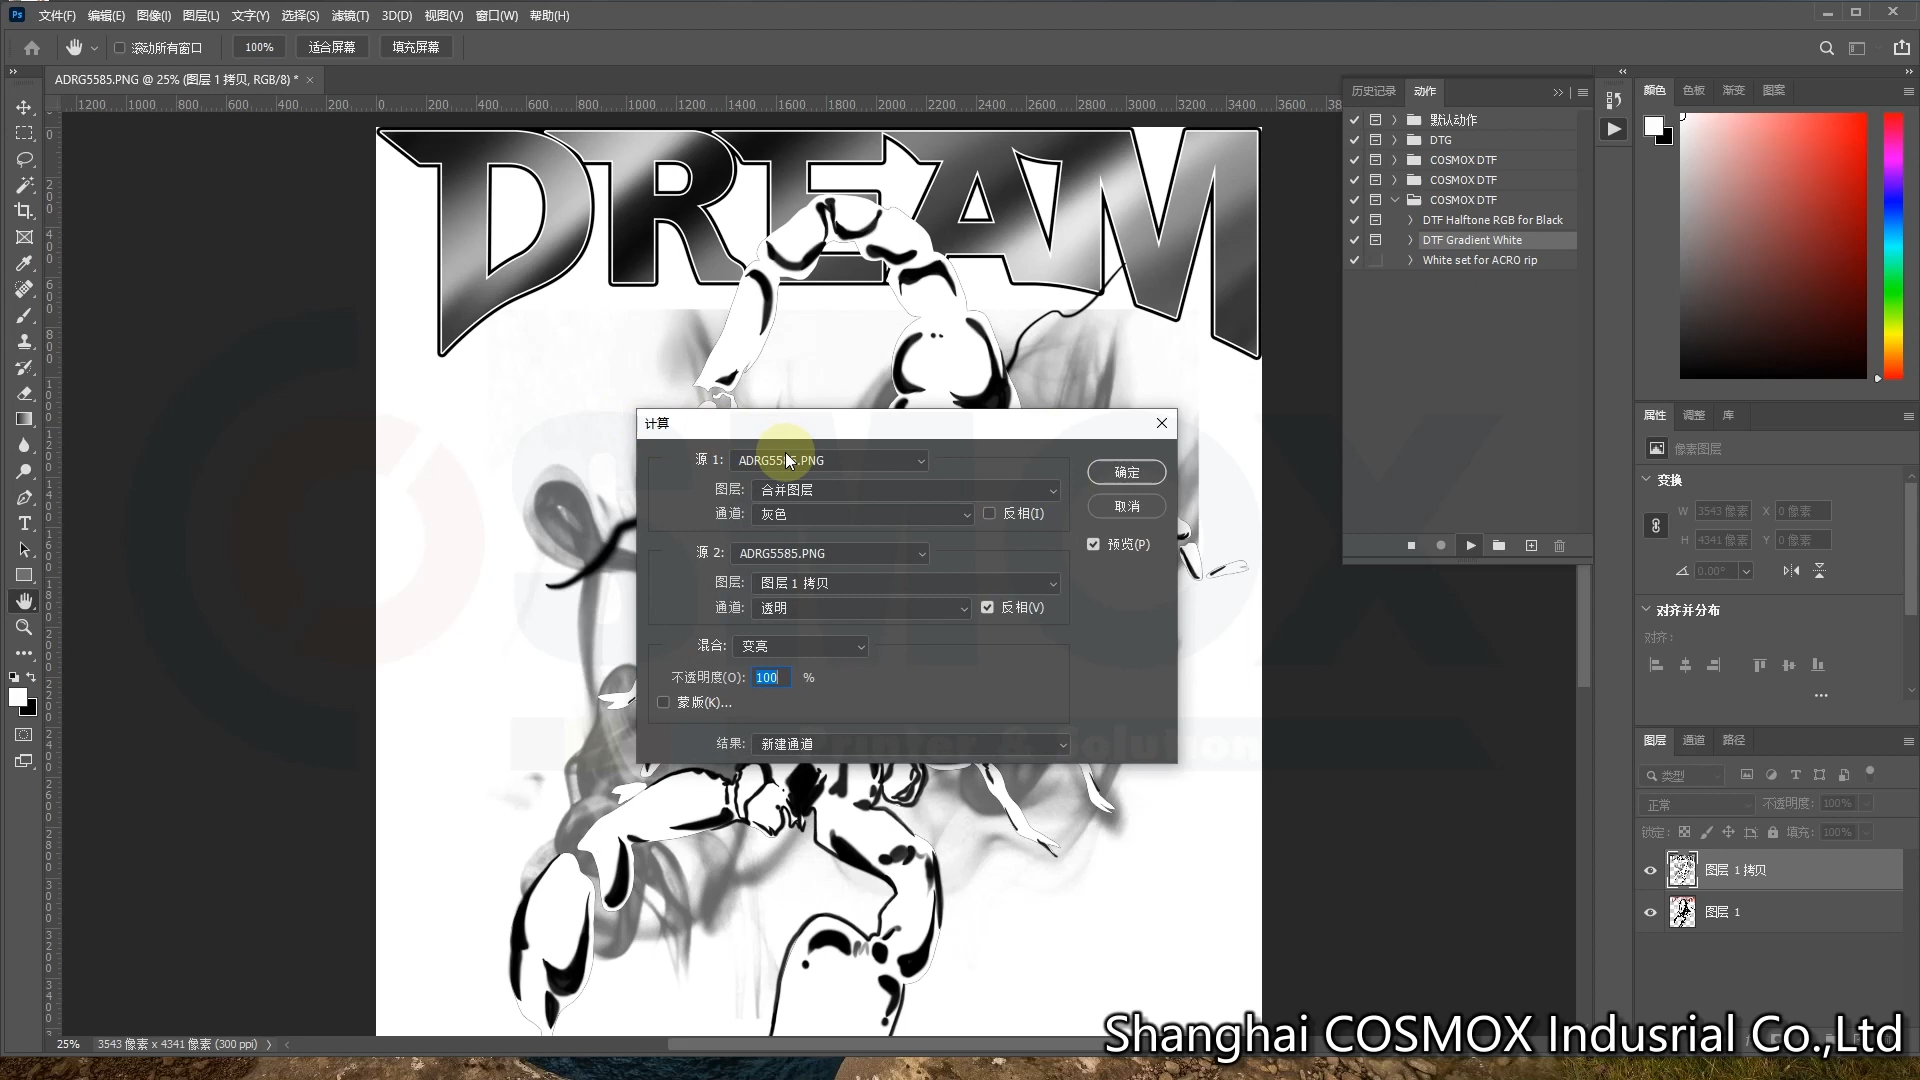 Ps 文件(F) 编辑(E) 图像(I) 图层(L) 文字(Y) 选择(S) 滤镜(T) 3D(D) 视图(V) 窗口(W) 帮助(H)
滚动所有窗口 100% 适合屏幕 填充屏幕
ADRG5585.PNG @ 25% (图层 1 拷贝, RGB/8) * ×
1200 1000 800 600 400 200 0 200 400 600 800 1000 1200 1400 1600 1800 2000 2200 2400 2600 2800 3000 3200 3400 3600
DREAM
历史记录 动作
默认动作
DTG
COSMOX DTF
COSMOX DTF
COSMOX DTF
DTF Halftone RGB for Black
DTF Gradient White
White set for ACRO rip
颜色 色板 渐变 图案
计算
源 1: ADRG5585.PNG
图层: 合并图层
通道: 灰色 反相(I)
源 2: ADRG5585.PNG
图层: 图层 1 拷贝
通道: 透明 反相(V)
混合: 变亮
不透明度(O): 100 %
蒙版(K)...
结果: 新建通道
确定
取消
预览(P)
属性 调整 库
像素图层
变换
W 3543 像素 X 0 像素
H 4341 像素 Y 0 像素
0.00°
对齐并分布
对齐:
图层 通道 路径
类型
正常 不透明度: 100%
锁定: 填充: 100%
图层 1 拷贝
图层 1
25% 3543 像素 x 4341 像素 (300 ppi)
Shanghai COSMOX Indusrial Co.,Ltd